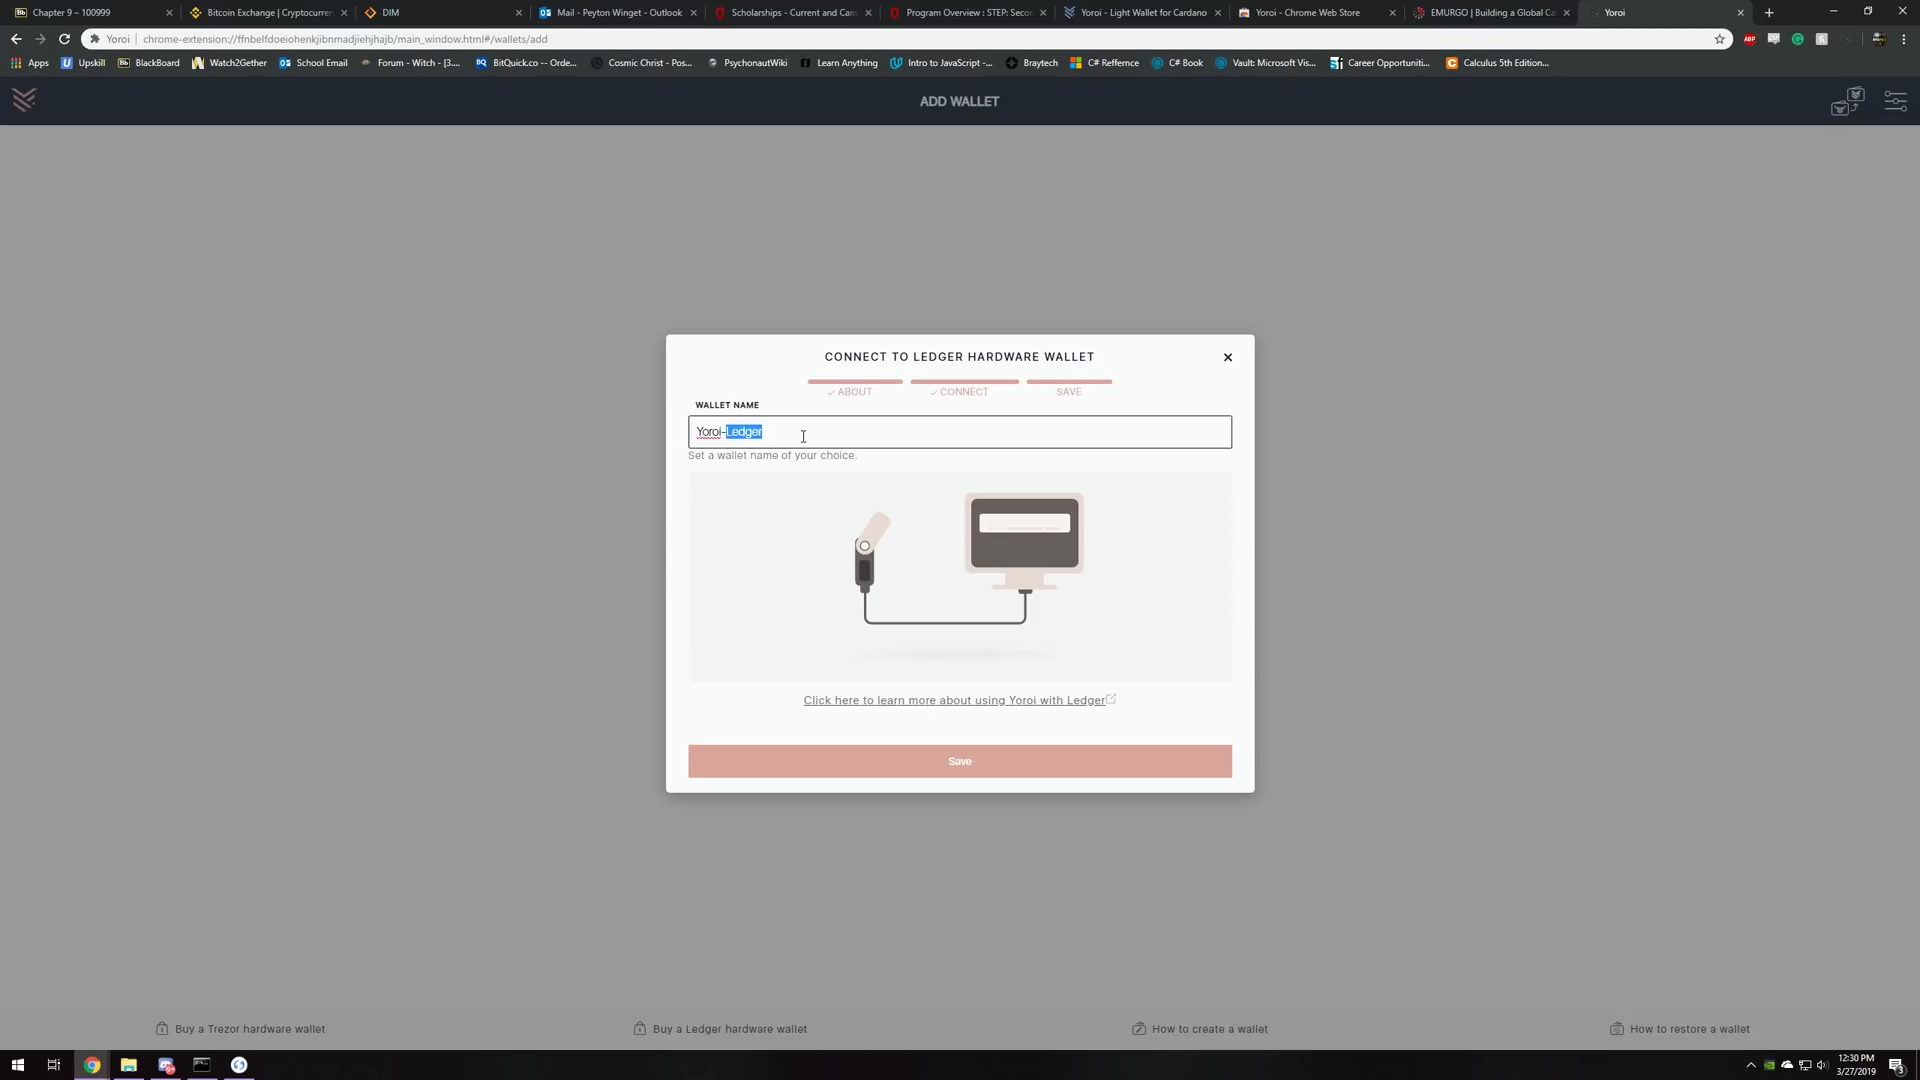 Chapter 9 – 100999
Bitcoin Exchange | Cryptocurren
DIM
Mail - Peyton Winget - Outlook
Scholarships - Current and Cam
Program Overview : STEP: Seco
Yoroi - Light Wallet for Cardano
Yoroi - Chrome Web Store
EMURGO | Building a Global Ca
Yoroi
Yoroi | chrome-extension://ffnbelfdoeiohenkjibnmadjiehjhajb/main_window.html#/wallets/add
Apps
Upskill
BlackBoard
Watch2Gether
School Email
Forum - Witch - [3....
BitQuick.co -- Orde...
Cosmic Christ - Pos...
PsychonautWiki
Learn Anything
Intro to JavaScript -...
Braytech
C# Reffernce
C# Book
Vault: Microsoft Vis...
Career Opportuniti...
Calculus 5th Edition...
ADD WALLET
CONNECT TO LEDGER HARDWARE WALLET
ABOUT
CONNECT
SAVE
WALLET NAME
Yoroi-Ledger
Set a wallet name of your choice.
Click here to learn more about using Yoroi with Ledger
Save
Buy a Trezor hardware wallet
Buy a Ledger hardware wallet
How to create a wallet
How to restore a wallet
12:30 PM
3/27/2019